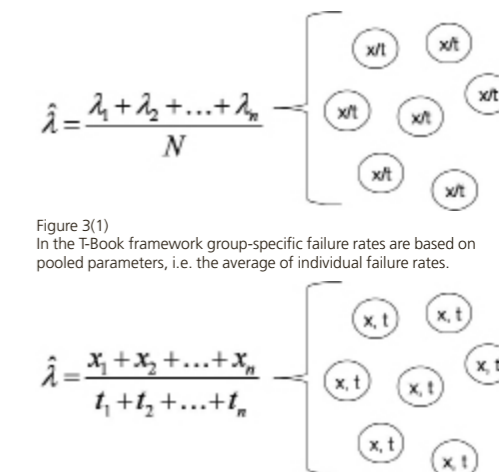 x/t x/t
x/t x/t x/t
x/t x/t
λ̂ = (λ₁ + λ₂ + ... + λₙ) / N
Figure 3(1)
In the T-Book framework group-specific failure rates are based on
pooled parameters, i.e. the average of individual failure rates.
x, t x, t
x, t x, t x, t
x, t x, t
λ̂ = (x₁ + x₂ + ... + xₙ) / (t₁ + t₂ + ... + tₙ)